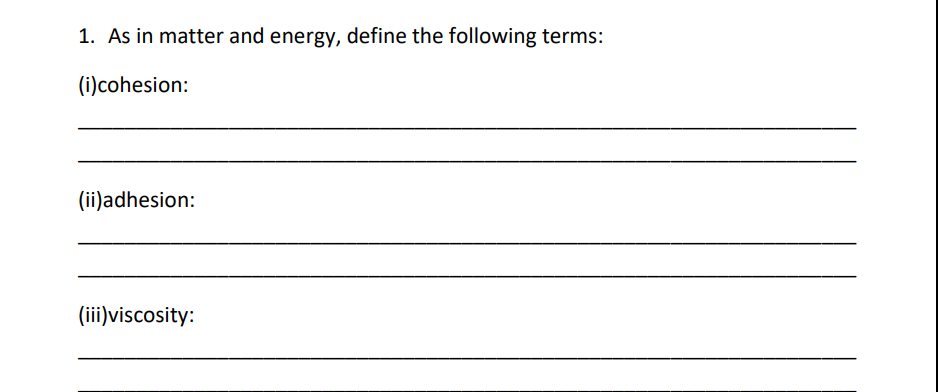 1. As in matter and energy, define the following terms:
(i)cohesion:
(ii)adhesion:
(iii)viscosity: